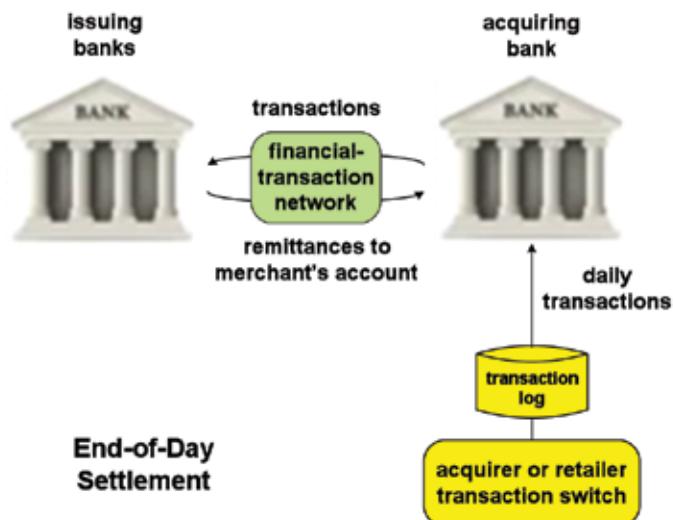 issuing
banks
acquiring
bank
BANK
transactions
BANK
financial-
transaction
network
remittances to
merchant's account
daily
transactions
transaction
log
End-of-Day
Settlement
acquirer or retailer
transaction switch